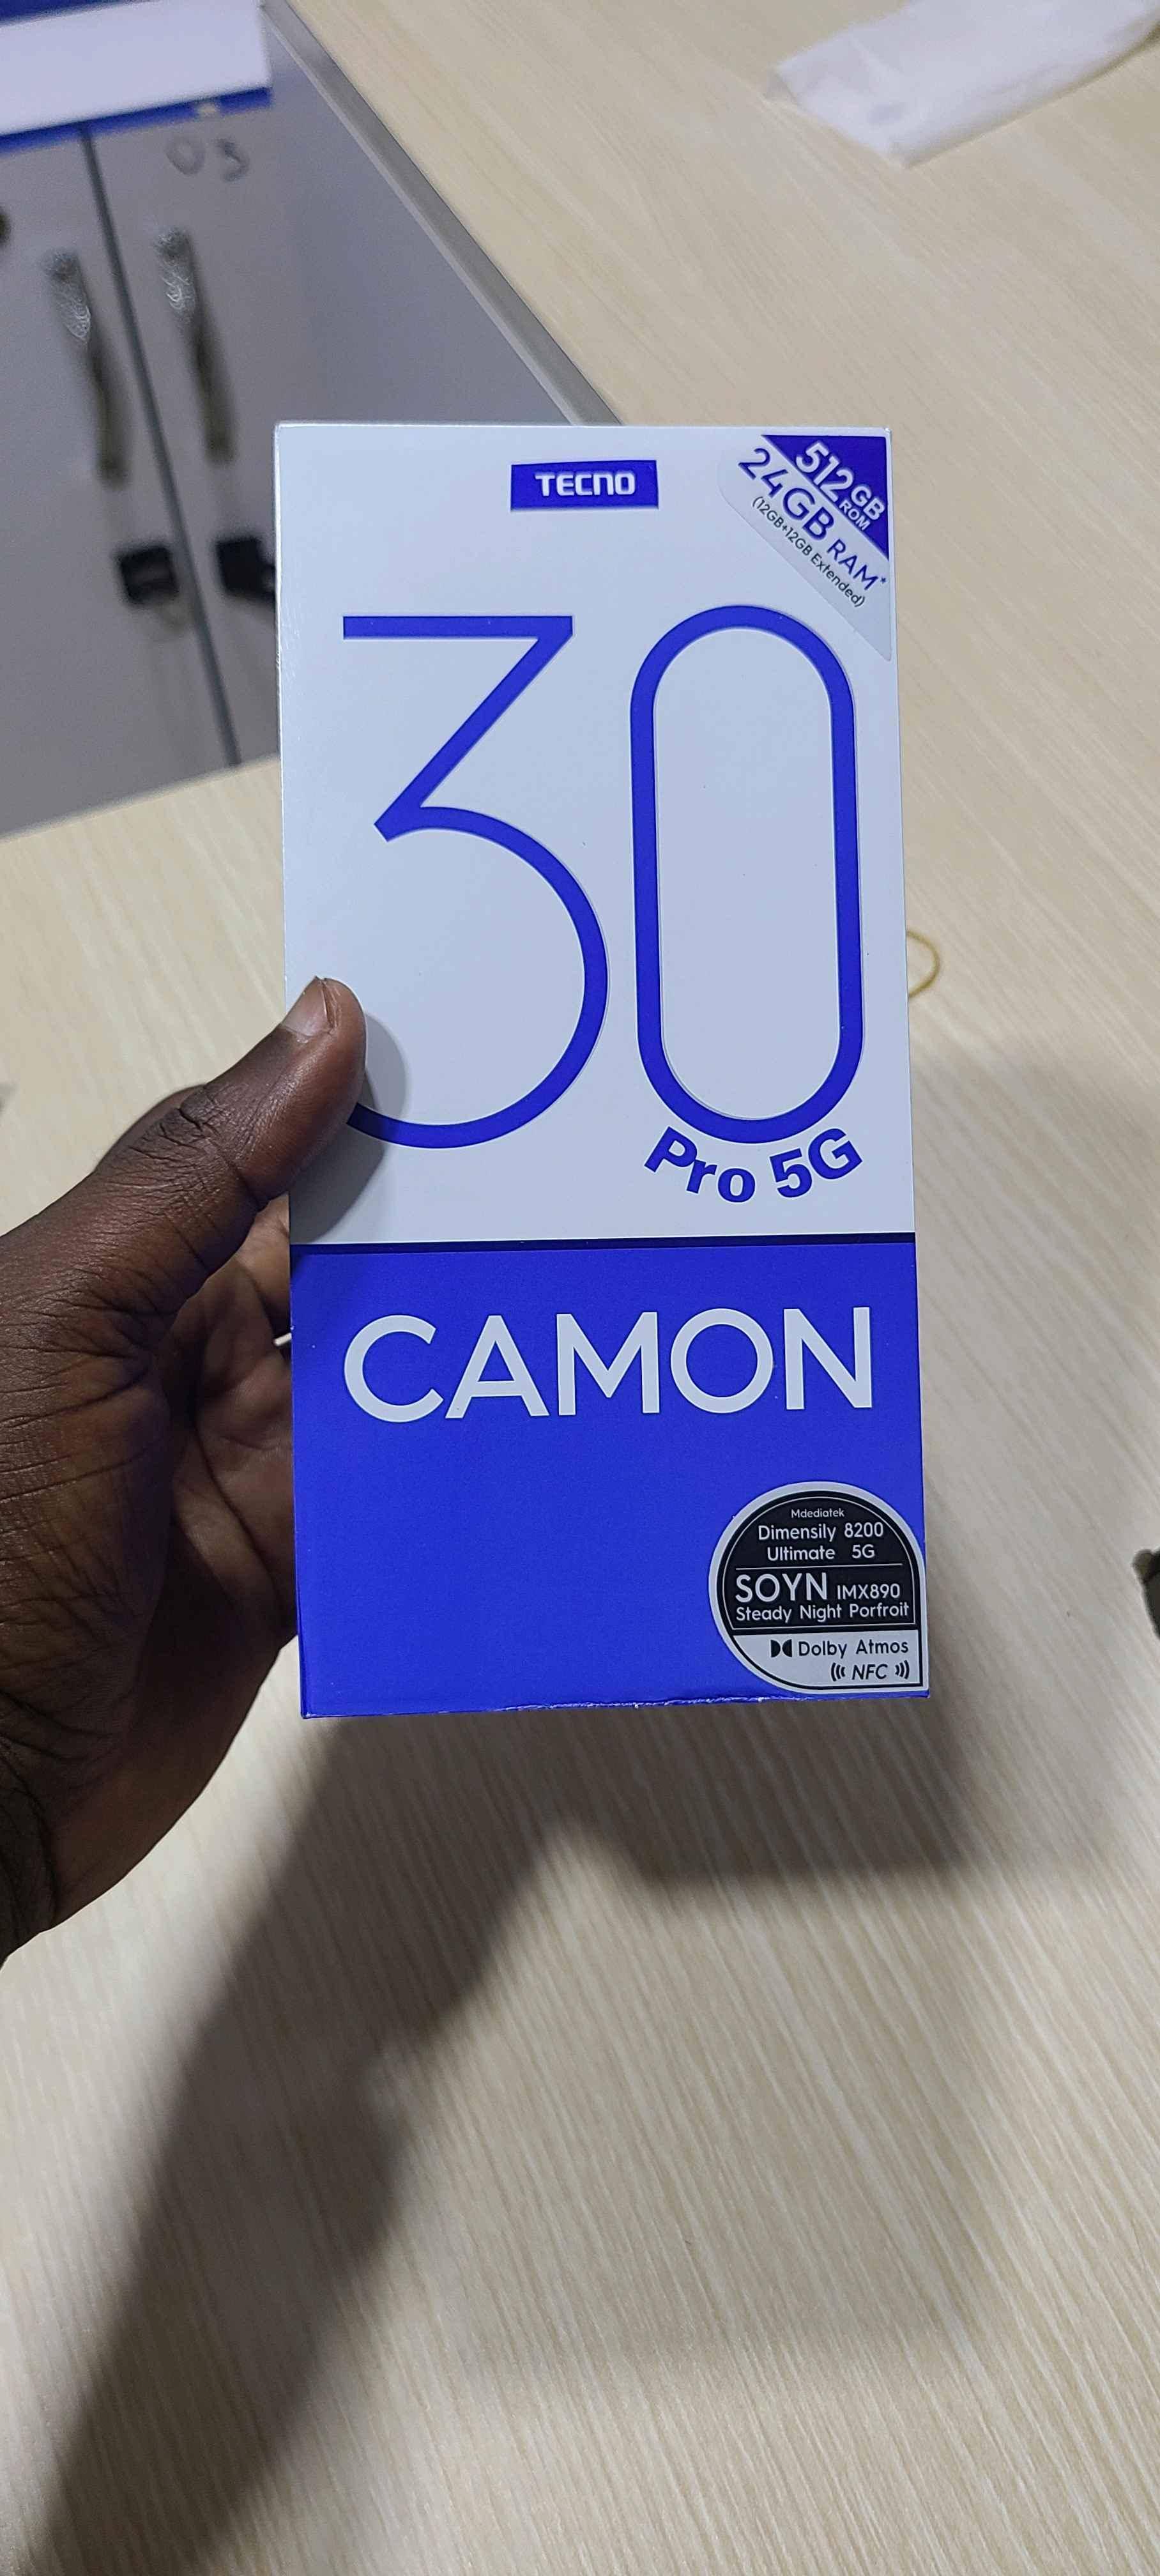 03
TECNO
512GB
ROM
24GB RAM*
(12GB+12GB Extended)
30
Pro 5G
CAMON
Mdediatek
Dimensily 8200
Ultimate 5G
SOYN IMX890
Steady Night Porfroit
Dolby Atmos
NFC